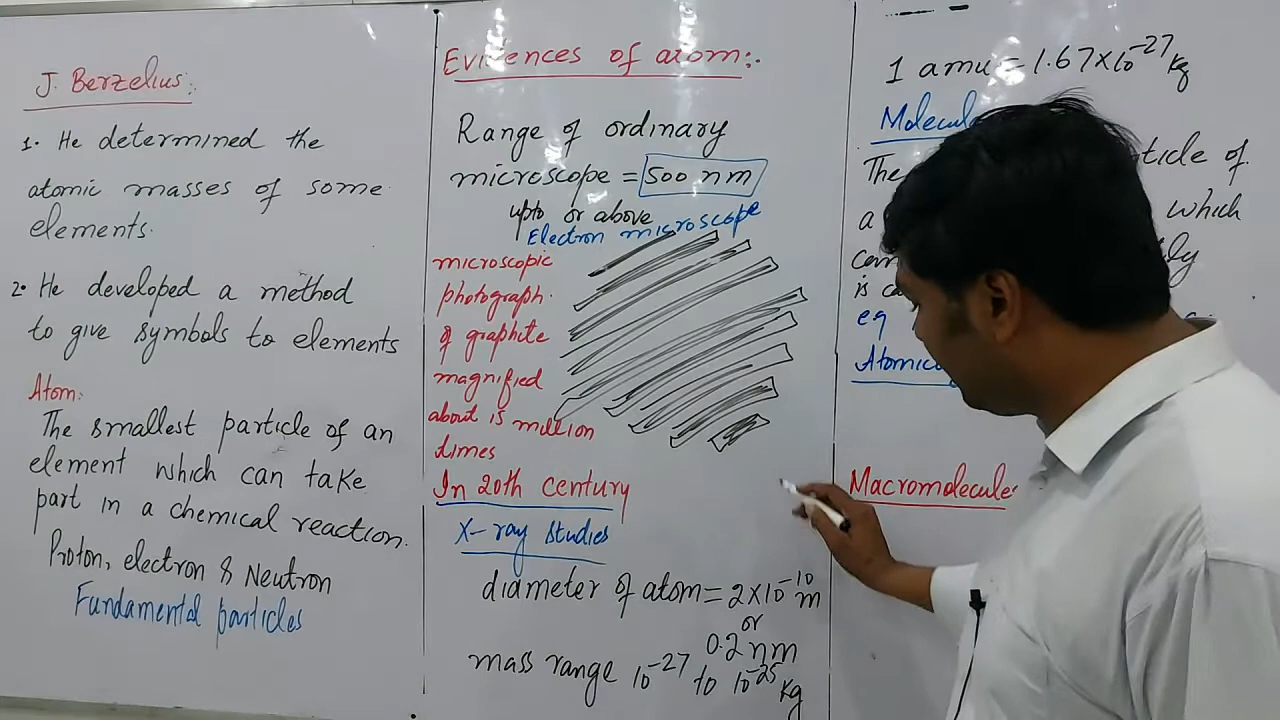 J. Berzelius:
1. He determined the
atomic masses of some
elements.
2. He developed a method
to give symbols to elements
Atom:
The smallest particle of an
element which can take
part in a chemical reaction.
Proton, electron & Neutron
Fundamental particles
Evidences of atom:
Range of ordinary
microscope = 500 nm
upto or above
Electron microscope
microscopic
photograph.
of graphite
magnified
about 15 million
times
In 20th century
X-ray studies
diameter of atom = 2×10⁻¹⁰ m
or
0.2 nm
mass range 10⁻²⁷ to 10⁻²⁵ kg
1 amu = 1.67×10⁻²⁷ kg
The
a which
is
eg
Macromolecule